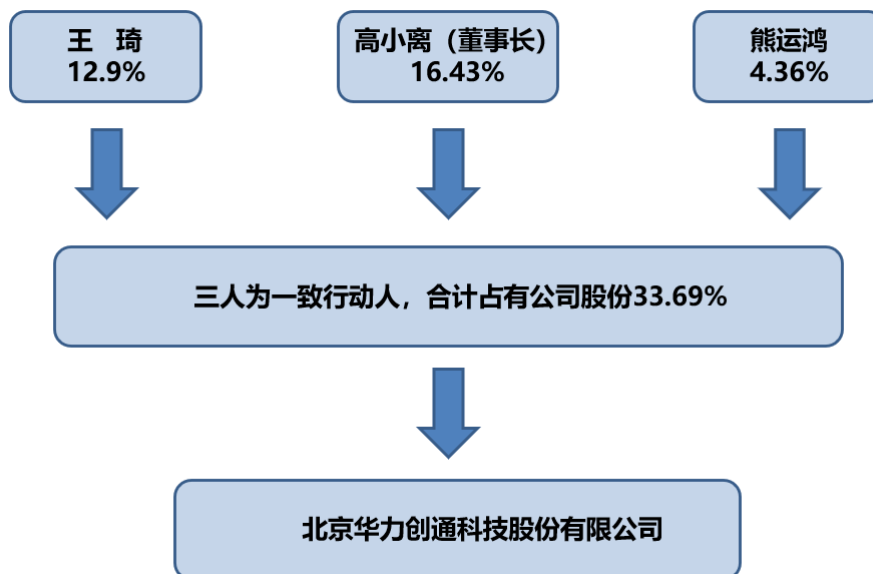 王 琦
12.9%
高小离（董事长）
16.43%
熊运鸿
4.36%
三人为一致行动人，合计占有公司股份33.69%
北京华力创通科技股份有限公司